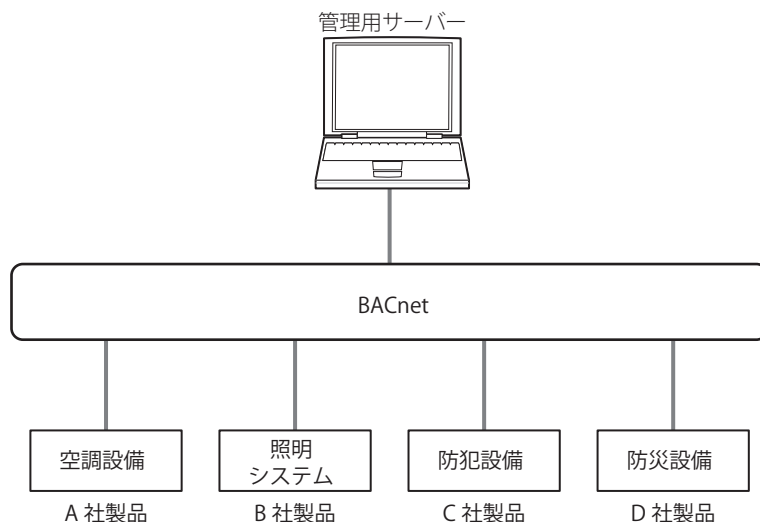 管理用サーバー
BACnet
空調設備
照明
システム
防犯設備
防災設備
A 社製品
B 社製品
C 社製品
D 社製品